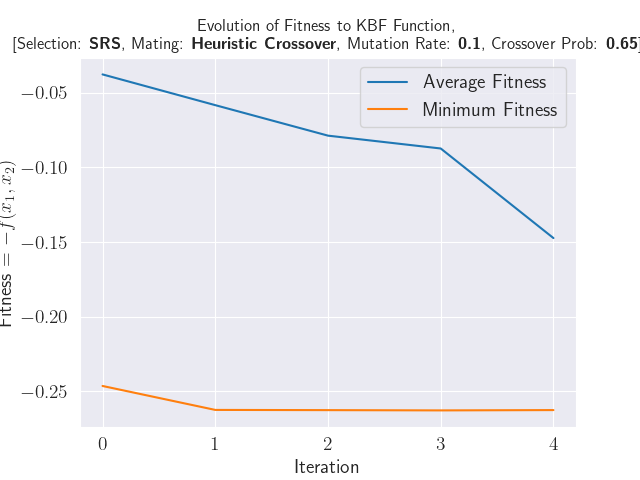 Evolution of Fitness to KBF Function,
[Selection: SRS, Mating: Heuristic Crossover, Mutation Rate: 0.1, Crossover Prob: 0.65]
Average Fitness
Minimum Fitness
Fitness = −f(x₁, x₂)
−0.05
−0.10
−0.15
−0.20
−0.25
0 1 2 3 4
Iteration